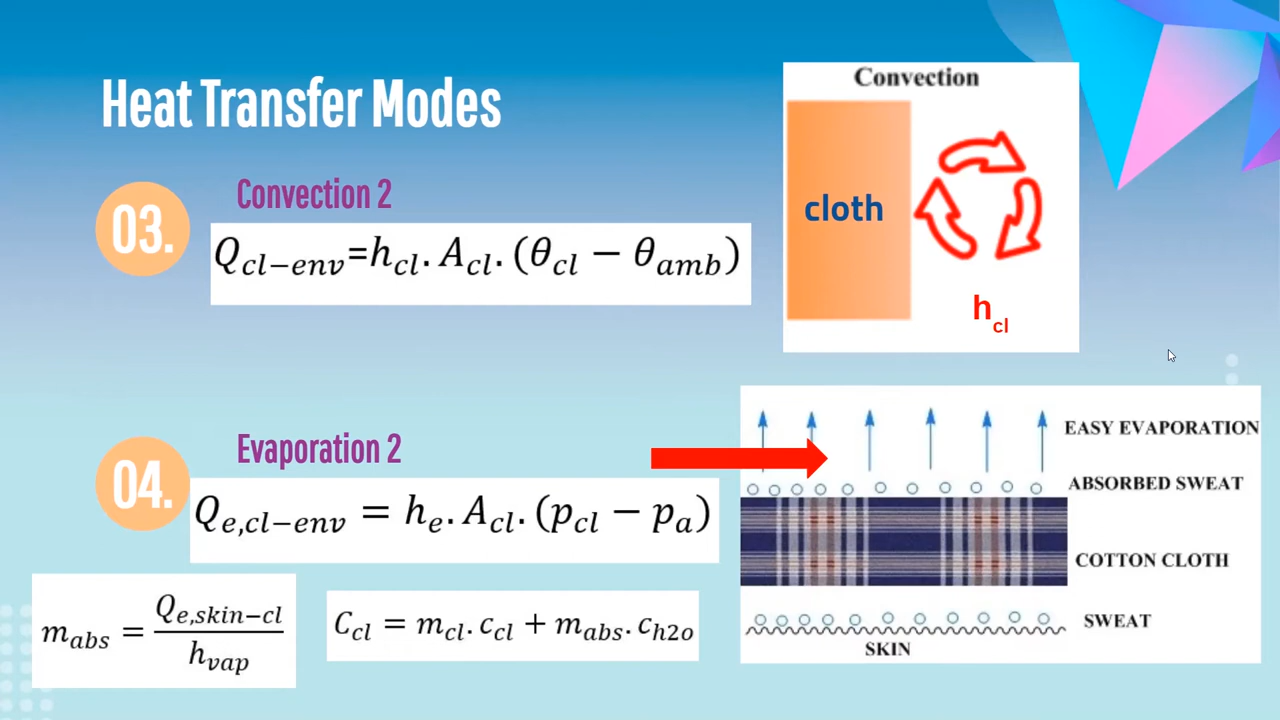 Heat Transfer Modes
03.
Convection 2
Q_{cl-env}=h_{cl}.A_{cl}.(θ_{cl} − θ_{amb})
Convection
cloth
h_{cl}
04.
Evaporation 2
Q_{e,cl-env} = h_e.A_{cl}.(p_{cl} − p_a)
m_{abs} = Q_{e,skin-cl} / h_{vap}
C_{cl} = m_{cl}.c_{cl} + m_{abs}.c_{h2o}
EASY EVAPORATION
ABSORBED SWEAT
COTTON CLOTH
SWEAT
SKIN